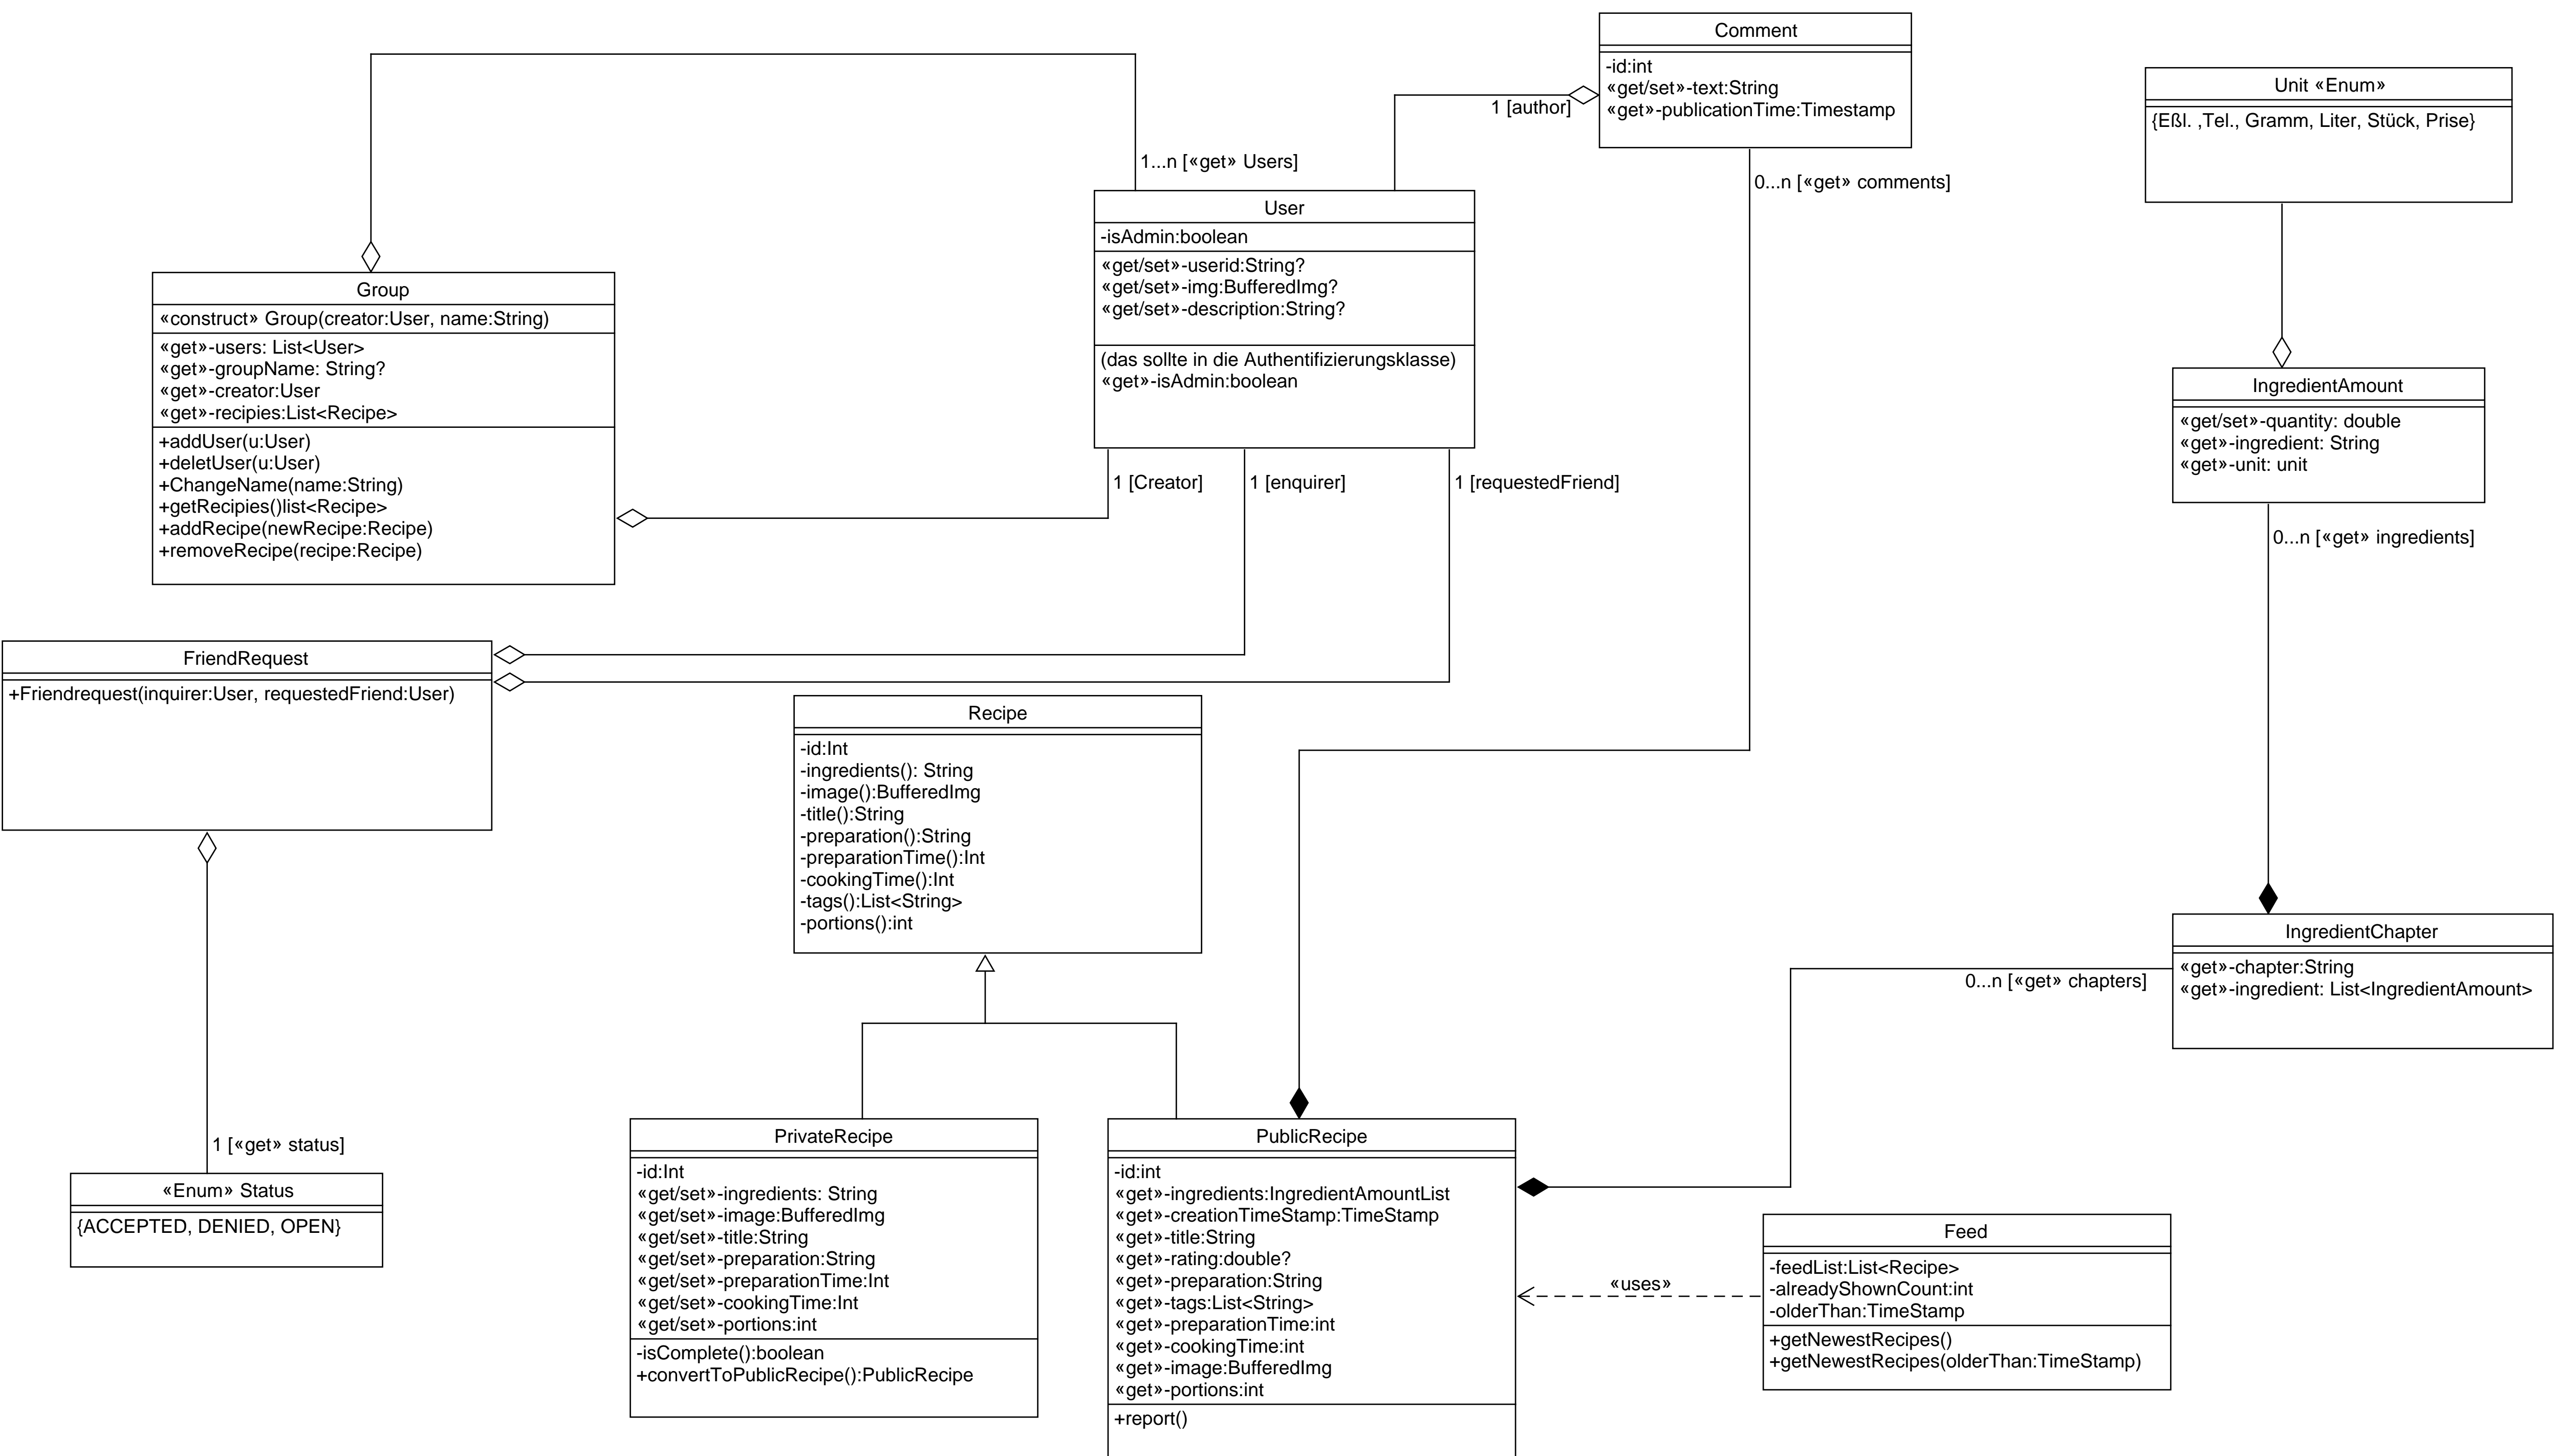 Comment
-id:int
«get/set»-text:String
«get»-publicationTime:Timestamp
1 [author]
0...n [«get» comments]
Unit «Enum»
{Eßl. ,Tel., Gramm, Liter, Stück, Prise}
1...n [«get» Users]
User
-isAdmin:boolean
«get/set»-userid:String?
«get/set»-img:BufferedImg?
«get/set»-description:String?
(das sollte in die Authentifizierungsklasse)
«get»-isAdmin:boolean
Group
«construct» Group(creator:User, name:String)
«get»-users: List<User>
«get»-groupName: String?
«get»-creator:User
«get»-recipies:List<Recipe>
+addUser(u:User)
+deletUser(u:User)
+ChangeName(name:String)
+getRecipies()list<Recipe>
+addRecipe(newRecipe:Recipe)
+removeRecipe(recipe:Recipe)
1 [Creator]
1 [enquirer]
1 [requestedFriend]
IngredientAmount
«get/set»-quantity: double
«get»-ingredient: String
«get»-unit: unit
0...n [«get» ingredients]
FriendRequest
+Friendrequest(inquirer:User, requestedFriend:User)
Recipe
-id:Int
-ingredients(): String
-image():BufferedImg
-title():String
-preparation():String
-preparationTime():Int
-cookingTime():Int
-tags():List<String>
-portions():int
IngredientChapter
«get»-chapter:String
«get»-ingredient: List<IngredientAmount>
0...n [«get» chapters]
1 [«get» status]
«Enum» Status
{ACCEPTED, DENIED, OPEN}
PrivateRecipe
-id:Int
«get/set»-ingredients: String
«get/set»-image:BufferedImg
«get/set»-title:String
«get/set»-preparation:String
«get/set»-preparationTime:Int
«get/set»-cookingTime:Int
«get/set»-portions:int
-isComplete():boolean
+convertToPublicRecipe():PublicRecipe
PublicRecipe
-id:int
«get»-ingredients:IngredientAmountList
«get»-creationTimeStamp:TimeStamp
«get»-title:String
«get»-rating:double?
«get»-preparation:String
«get»-tags:List<String>
«get»-preparationTime:int
«get»-cookingTime:int
«get»-image:BufferedImg
«get»-portions:int
+report()
«uses»
Feed
-feedList:List<Recipe>
-alreadyShownCount:int
-olderThan:TimeStamp
+getNewestRecipes()
+getNewestRecipes(olderThan:TimeStamp)